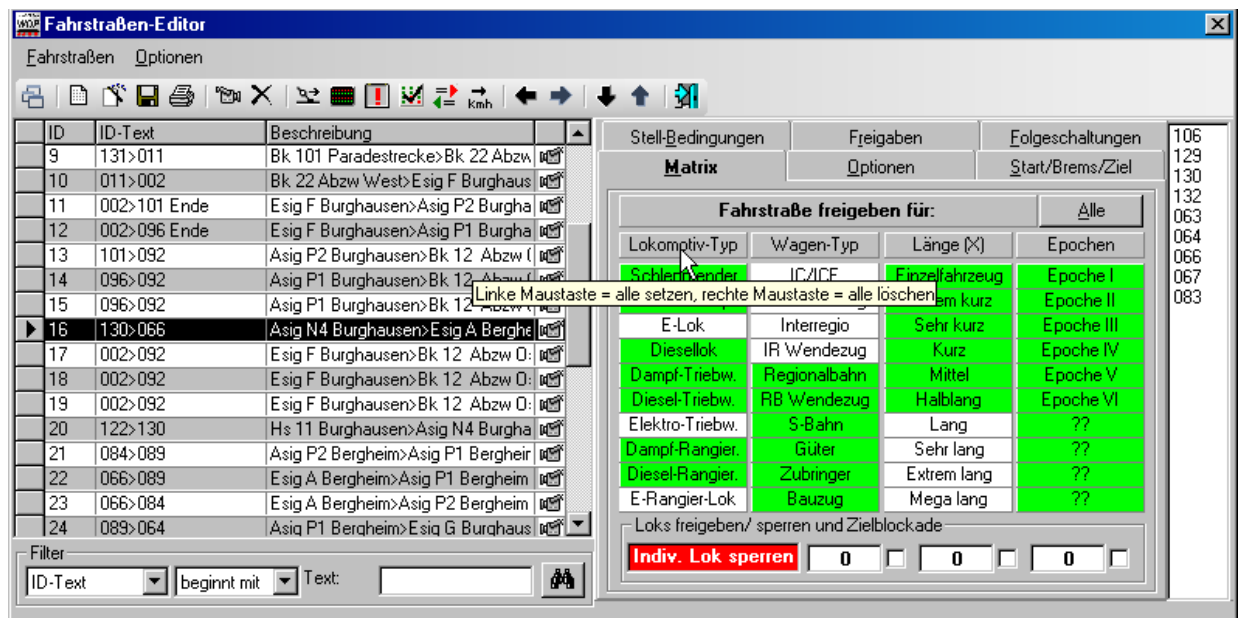 Fahrstraßen-Editor
Fahrstraßen Optionen
kmh
ID ID-Text Beschreibung
9 131>011 Bk 101 Paradestrecke>Bk 22 Abzw
10 011>002 Bk 22 Abzw West>Esig F Burghaus
11 002>101 Ende Esig F Burghausen>Asig P2 Burgha
12 002>096 Ende Esig F Burghausen>Asig P1 Burgha
13 101>092 Asig P2 Burghausen>Bk 12 Abzw (
14 096>092 Asig P1 Burghausen>Bk 12 Abzw (
15 096>092 Asig P1 Burghausen>Bk 12
16 130>066 Asig N4 Burghausen>Esig A Berghe
17 002>092 Esig F Burghausen>Bk 12 Abzw O:
18 002>092 Esig F Burghausen>Bk 12 Abzw O:
19 002>092 Esig F Burghausen>Bk 12 Abzw O:
20 122>130 Hs 11 Burghausen>Asig N4 Burgha
21 084>089 Asig P2 Bergheim>Asig P1 Bergheir
22 066>089 Esig A Bergheim>Asig P1 Bergheim
23 066>084 Esig A Bergheim>Asig P2 Bergheim
24 089>064 Asig P1 Bergheim>Esig G Burghaus
Filter
ID-Text beginnt mit Text:
Stell-Bedingungen Freigaben Folgeschaltungen
Matrix Optionen Start/Brems/Ziel
Fahrstraße freigeben für: Alle
Lokomotiv-Typ Wagen-Typ Länge (X) Epochen
IC/ICE Einzelfahrzeug Epoche I
Linke Maustaste = alle setzen, rechte Maustaste = alle löschen
kurz Epoche II
E-Lok Interregio Sehr kurz Epoche III
Diesellok IR Wendezug Kurz Epoche IV
Dampf-Triebw. Regionalbahn Mittel Epoche V
Diesel-Triebw. RB Wendezug Halblang Epoche VI
Elektro-Triebw. S-Bahn Lang ??
Dampf-Rangier. Güter Sehr lang ??
Diesel-Rangier. Zubringer Extrem lang ??
E-Rangier-Lok Bauzug Mega lang ??
Loks freigeben/ sperren und Zielblockade
Indiv. Lok sperren 0 0 0
106
129
130
132
063
064
066
067
083